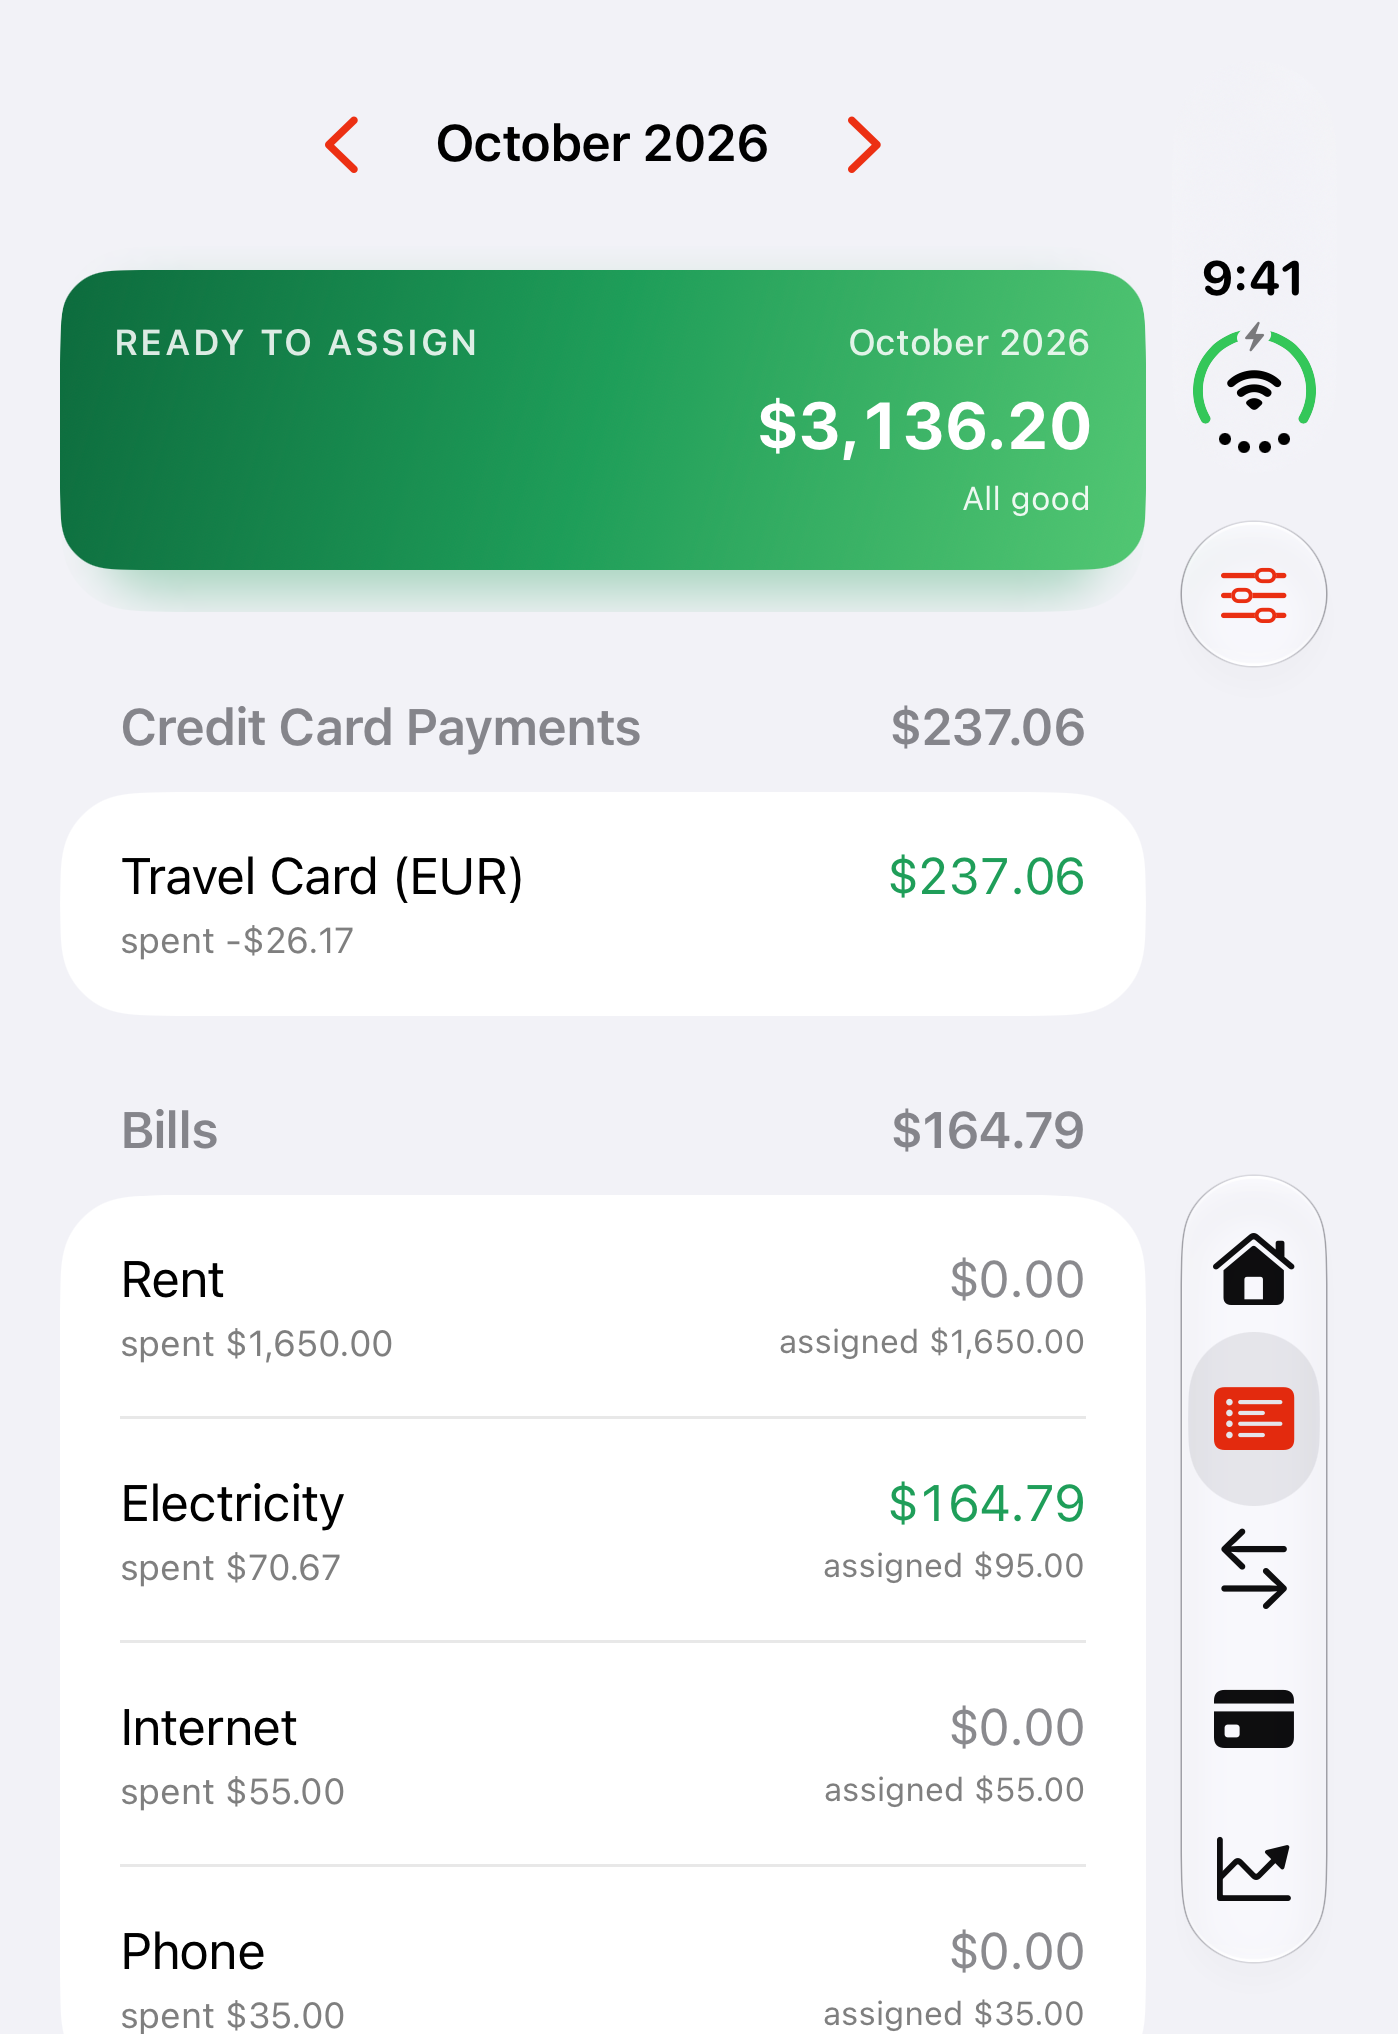 October 2026
9:41
READY TO ASSIGN
October 2026
$3,136.20
All good
Credit Card Payments
$237.06
Travel Card (EUR)
$237.06
spent -$26.17
Bills
$164.79
Rent
$0.00
spent $1,650.00
assigned $1,650.00
Electricity
$164.79
spent $70.67
assigned $95.00
Internet
$0.00
spent $55.00
assigned $55.00
Phone
$0.00
spent $35.00
assigned $35.00